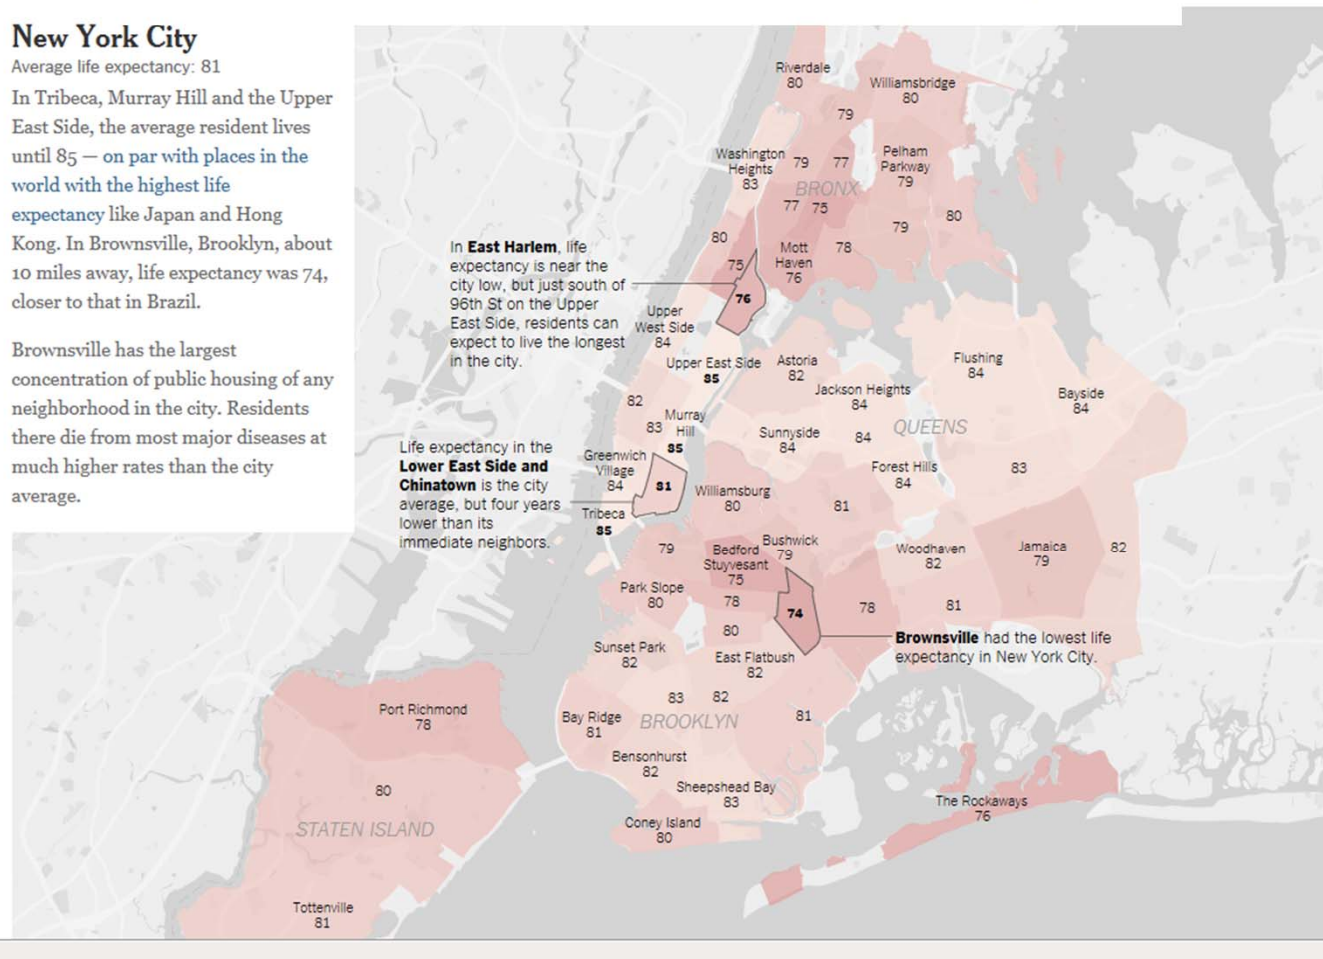 New York City
Average life expectancy: 81
In Tribeca, Murray Hill and the Upper
East Side, the average resident lives
until 85 — on par with places in the
world with the highest life
expectancy like Japan and Hong
Kong. In Brownsville, Brooklyn, about
10 miles away, life expectancy was 74,
closer to that in Brazil.
Brownsville has the largest
concentration of public housing of any
neighborhood in the city. Residents
there die from most major diseases at
much higher rates than the city
average.
Riverdale
80
Williamsbridge
80
79
Washington
Heights
83
79
77
Pelham
Parkway
79
BRONX
77
75
80
79
80
Mott
Haven
76
78
75
In East Harlem, life
expectancy is near the
city low, but just south of
96th St on the Upper
East Side, residents can
expect to live the longest
in the city.
76
Upper
West Side
84
Upper East Side
85
Astoria
82
Flushing
84
Jackson Heights
84
Bayside
84
82
83
Murray
Hill
85
Sunnyside
84
84
QUEENS
Life expectancy in the
Lower East Side and
Chinatown is the city
average, but four years
lower than its
immediate neighbors.
Greenwich
Village
84
81
Forest Hills
84
83
Williamsburg
80
81
Tribeca
85
79
Bedford
Stuyvesant
75
Bushwick
79
Woodhaven
82
Jamaica
79
82
Park Slope
80
78
74
78
81
80
Brownsville had the lowest life
expectancy in New York City.
Sunset Park
82
East Flatbush
82
83
82
Bay Ridge
81
BROOKLYN
81
Port Richmond
78
Bensonhurst
82
Sheepshead Bay
83
80
The Rockaways
76
STATEN ISLAND
Coney Island
80
Tottenville
81